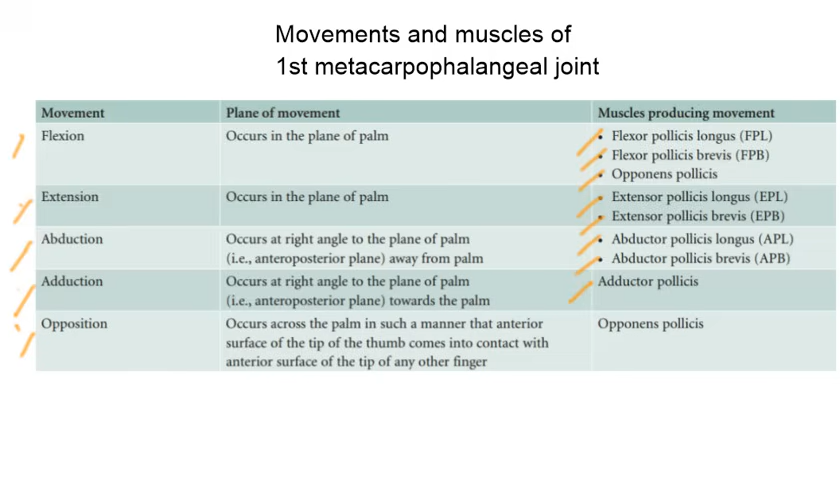 Movements and muscles of
1st metacarpophalangeal joint
Movement Plane of movement Muscles producing movement
Flexion Occurs in the plane of palm • Flexor pollicis longus (FPL)
• Flexor pollicis brevis (FPB)
• Opponens pollicis
Extension Occurs in the plane of palm • Extensor pollicis longus (EPL)
• Extensor pollicis brevis (EPB)
Abduction Occurs at right angle to the plane of palm • Abductor pollicis longus (APL)
(i.e., anteroposterior plane) away from palm • Abductor pollicis brevis (APB)
Adduction Occurs at right angle to the plane of palm Adductor pollicis
(i.e., anteroposterior plane) towards the palm
Opposition Occurs across the palm in such a manner that anterior Opponens pollicis
surface of the tip of the thumb comes into contact with
anterior surface of the tip of any other finger